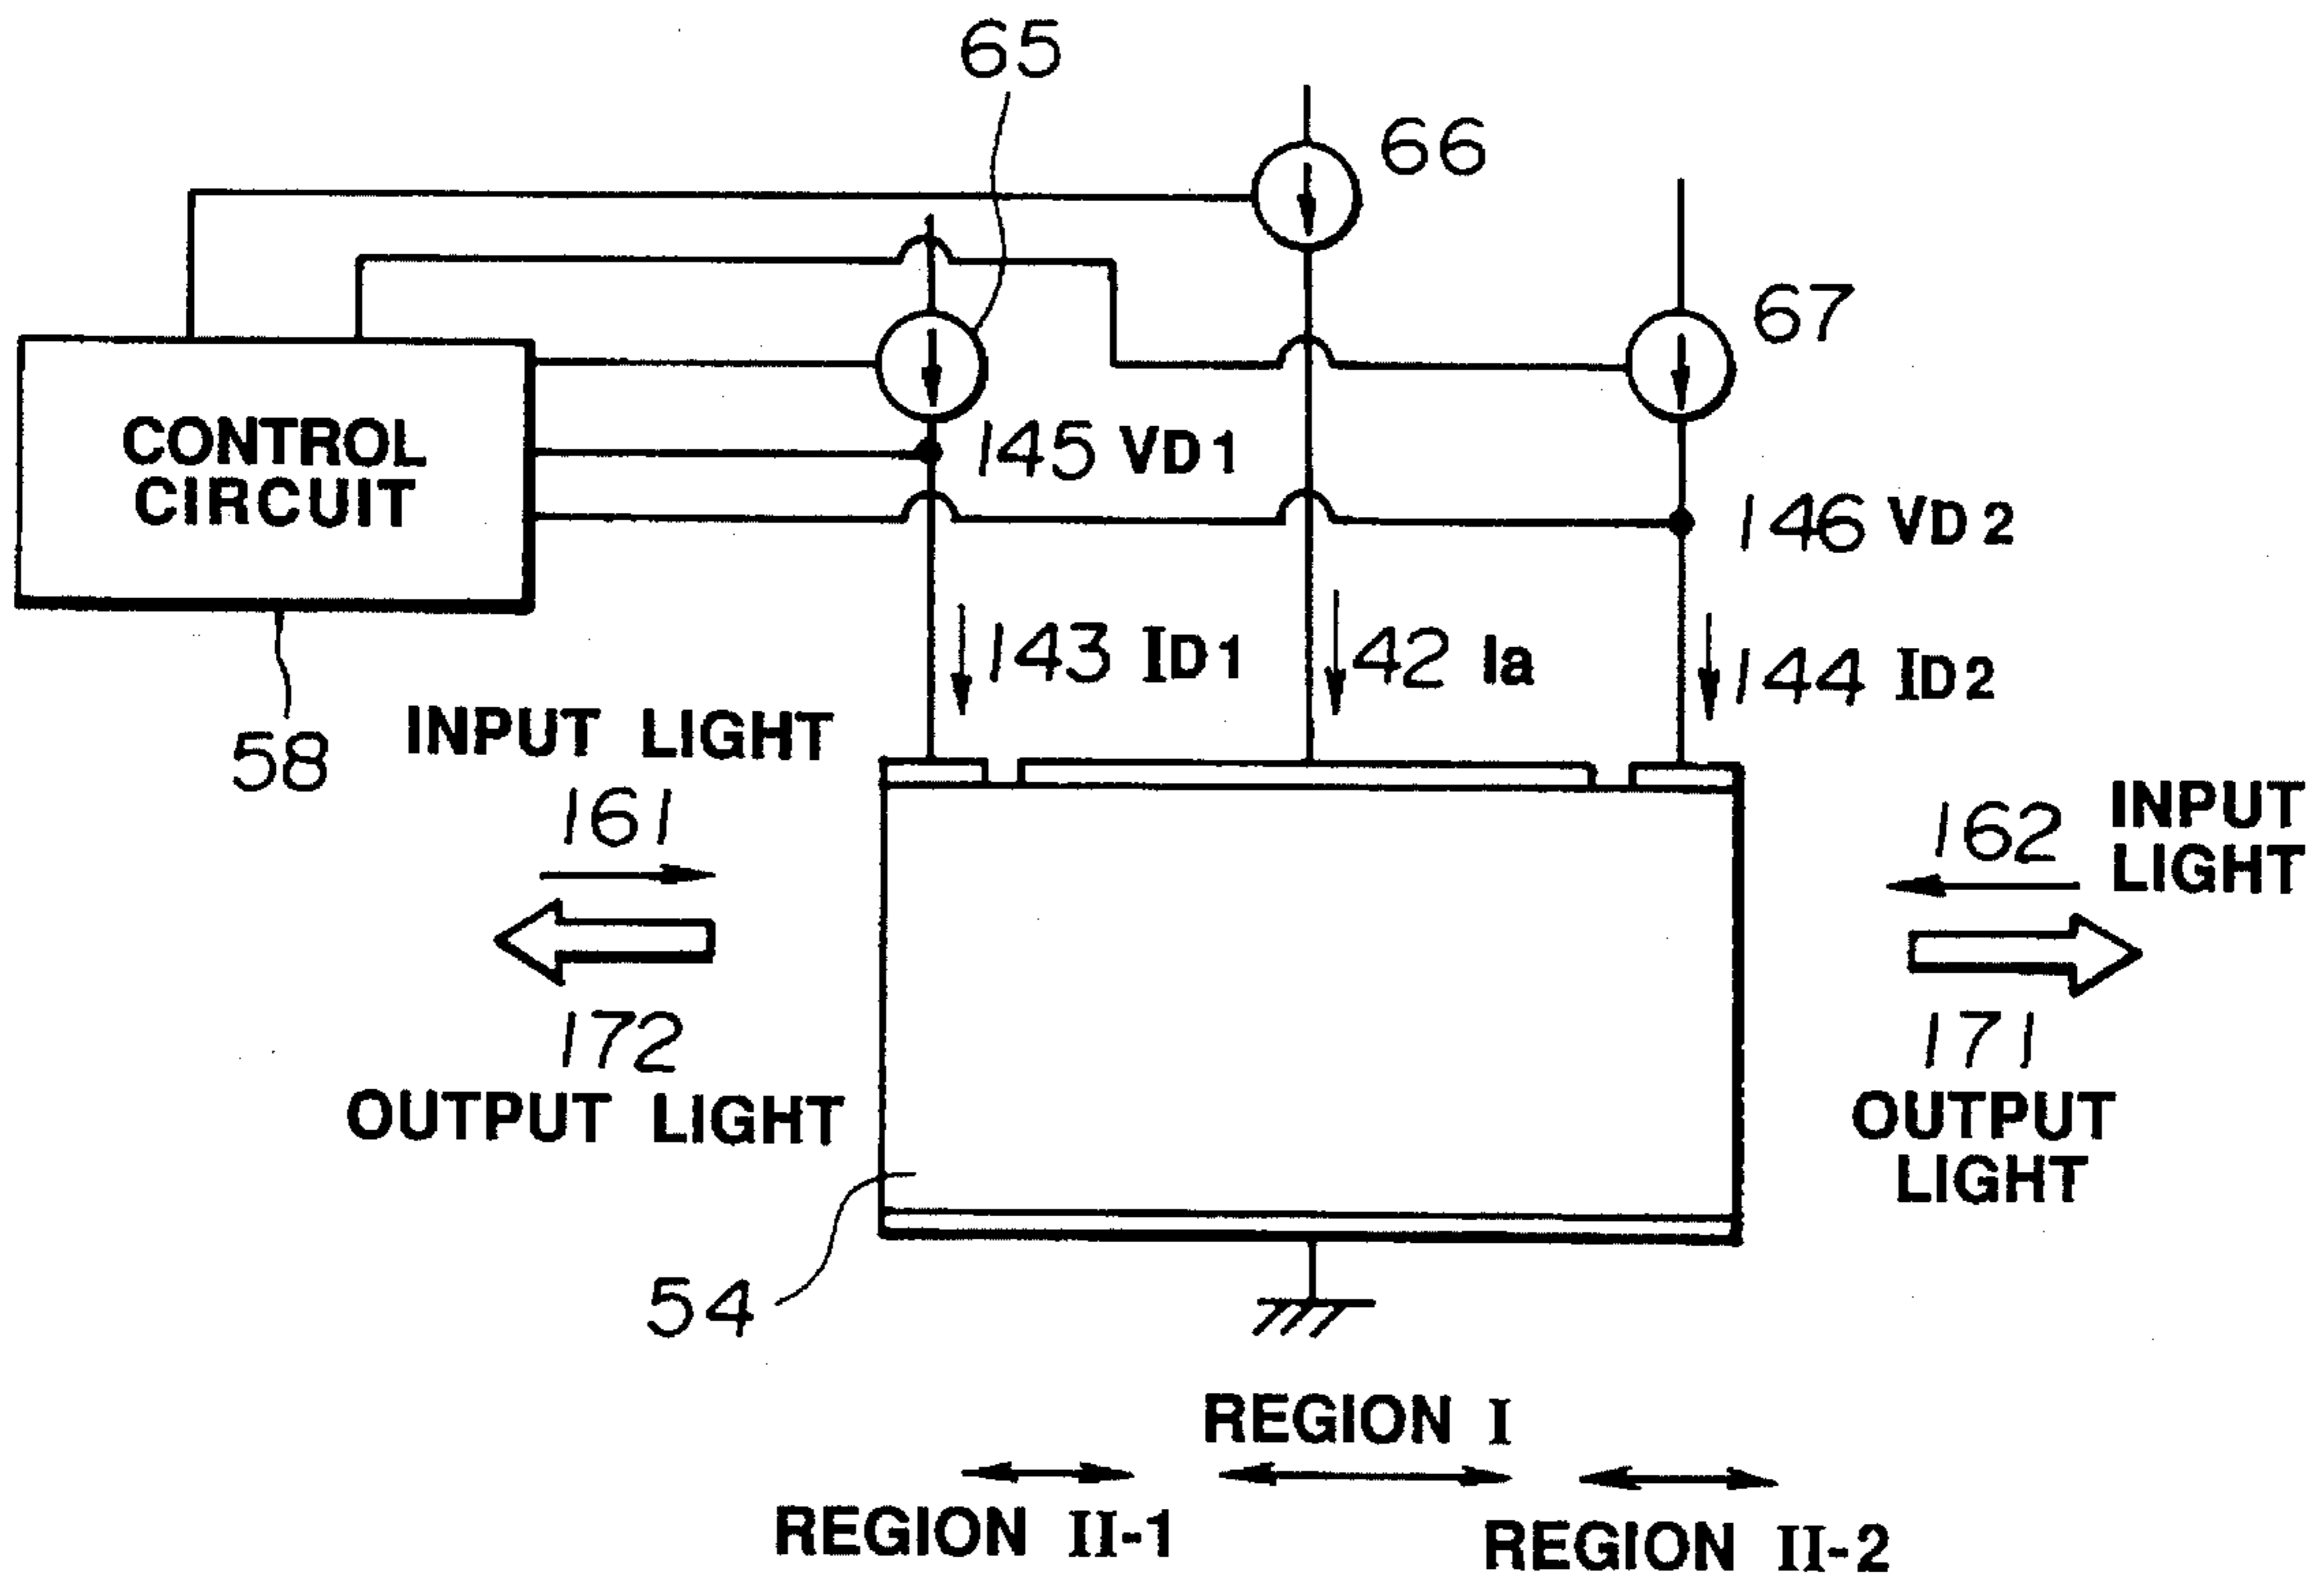 65
66
67
CONTROL
CIRCUIT
145 VD1
146 VD2
143 ID1
42 Ia
144 ID2
58
INPUT LIGHT
161
172
OUTPUT LIGHT
162
INPUT
LIGHT
171
OUTPUT
LIGHT
54
REGION I
REGION II-1
REGION II-2